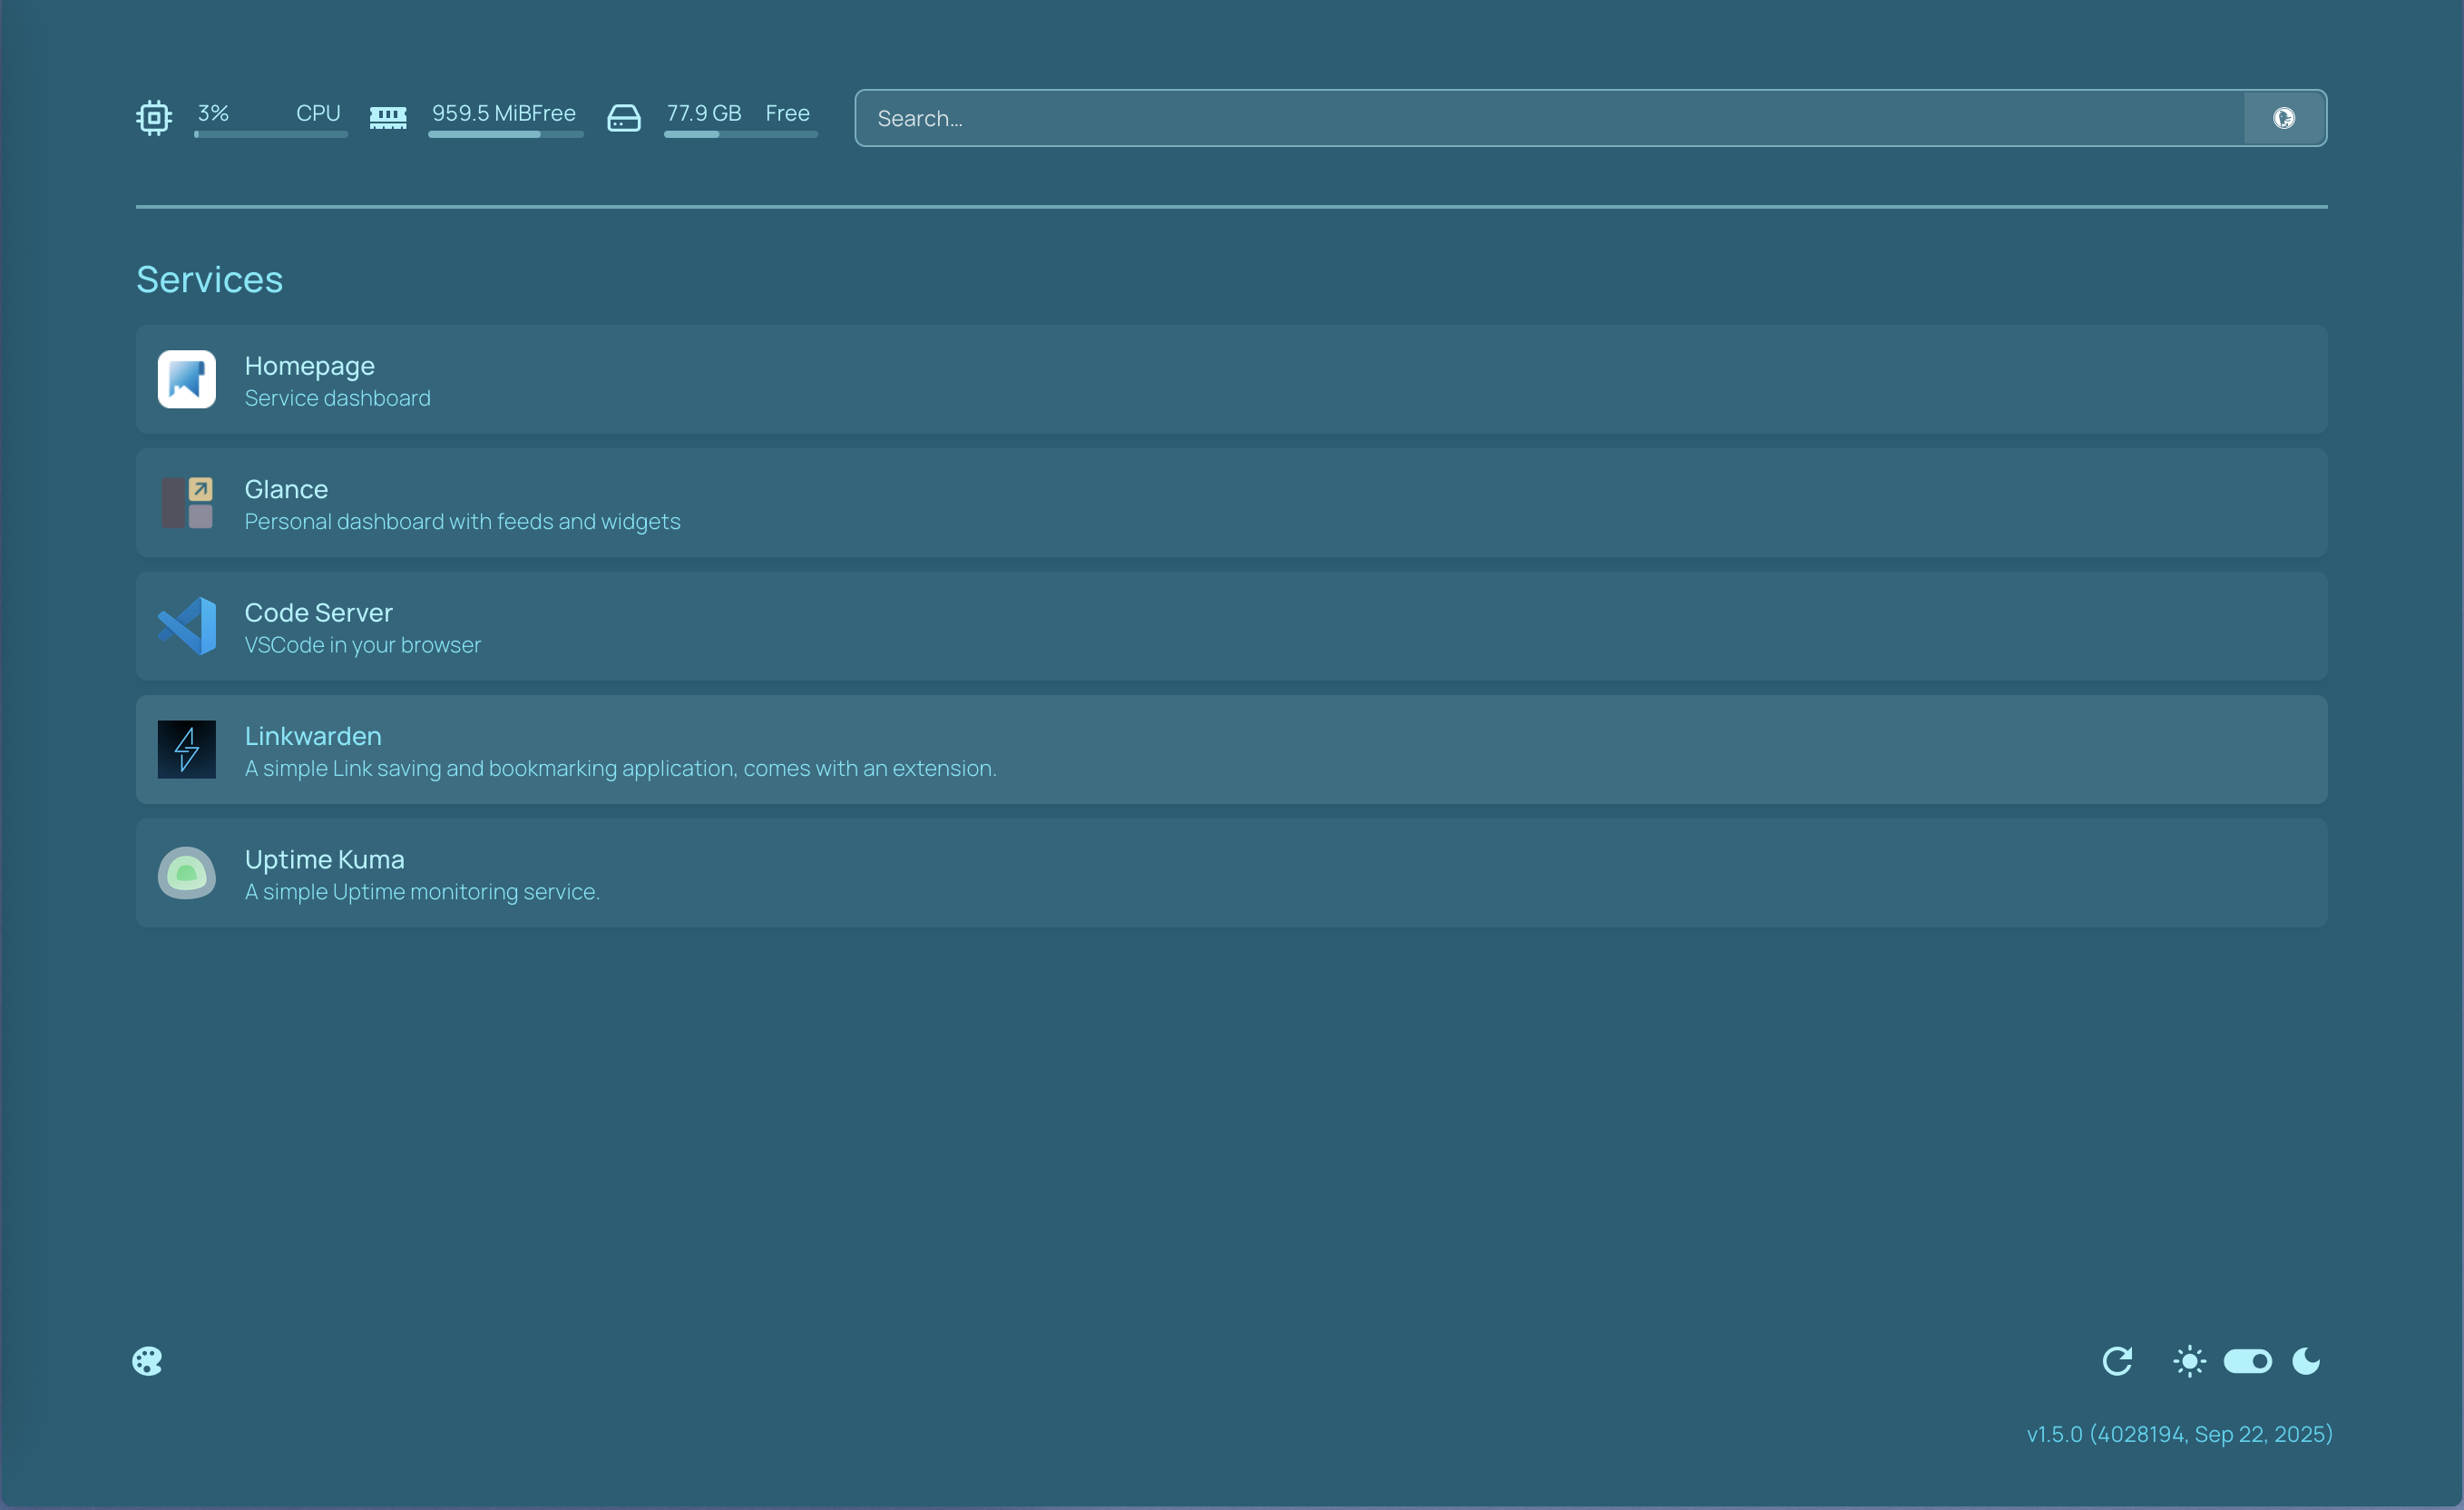 3% CPU 959.5 MiBFree 77.9 GB Free Search…
Services
Homepage
Service dashboard
Glance
Personal dashboard with feeds and widgets
Code Server
VSCode in your browser
Linkwarden
A simple Link saving and bookmarking application, comes with an extension.
Uptime Kuma
A simple Uptime monitoring service.
v1.5.0 (4028194, Sep 22, 2025)